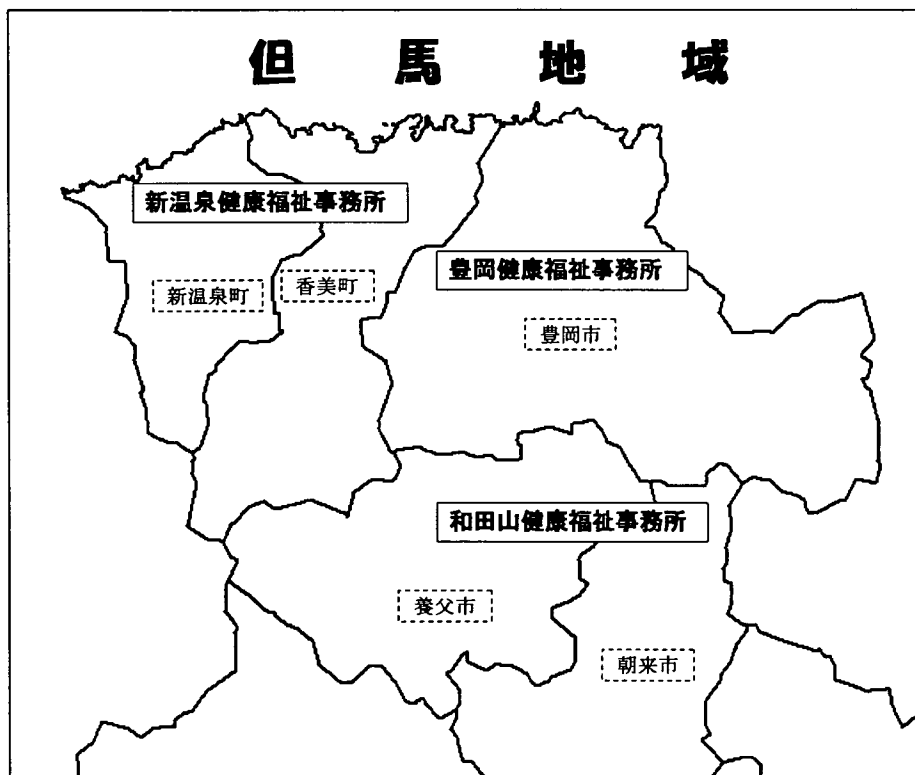 但馬地域
新温泉健康福祉事務所
豊岡健康福祉事務所
新温泉町
香美町
豊岡市
和田山健康福祉事務所
養父市
朝来市